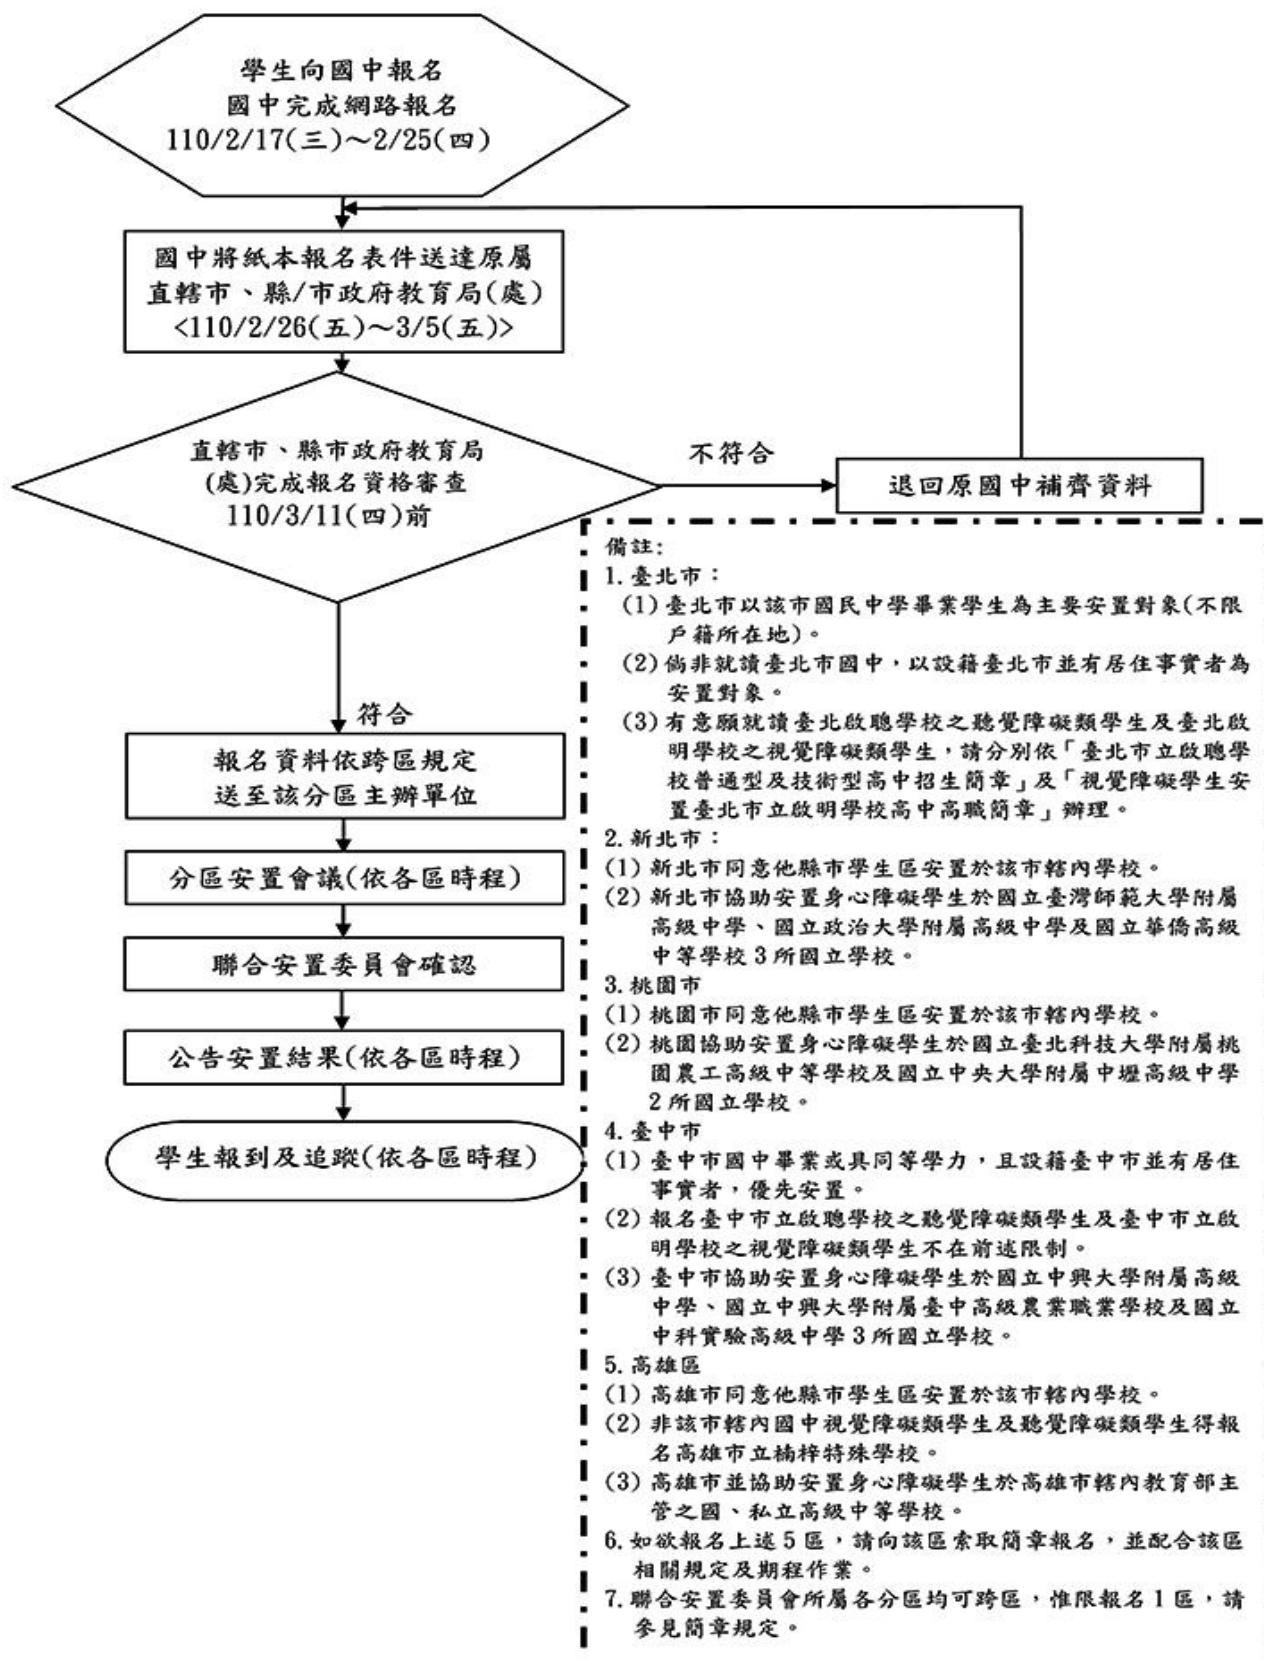 學生向國中報名
國中完成網路報名
110/2/17(三)～2/25(四)
國中將紙本報名表件送達原屬
直轄市、縣/市政府教育局(處)
<110/2/26(五)～3/5(五)>
直轄市、縣市政府教育局
(處)完成報名資格審查
110/3/11(四)前
不符合
退回原國中補齊資料
符合
報名資料依跨區規定
送至該分區主辦單位
分區安置會議(依各區時程)
聯合安置委員會確認
公告安置結果(依各區時程)
學生報到及追蹤(依各區時程)
備註:
1. 臺北市：
(1) 臺北市以該市國民中學畢業學生為主要安置對象(不限
戶籍所在地)。
(2) 倘非就讀臺北市國中，以設籍臺北市並有居住事實者為
安置對象。
(3) 有意願就讀臺北啟聰學校之聽覺障礙類學生及臺北啟
明學校之視覺障礙類學生，請分別依「臺北市立啟聰學
校普通型及技術型高中招生簡章」及「視覺障礙學生安
置臺北市立啟明學校高中高職簡章」辦理。
2. 新北市：
(1) 新北市同意他縣市學生區安置於該市轄內學校。
(2) 新北市協助安置身心障礙學生於國立臺灣師範大學附屬
高級中學、國立政治大學附屬高級中學及國立華僑高級
中等學校 3 所國立學校。
3. 桃園市
(1) 桃園市同意他縣市學生區安置於該市轄內學校。
(2) 桃園協助安置身心障礙學生於國立臺北科技大學附屬桃
園農工高級中等學校及國立中央大學附屬中壢高級中學
2 所國立學校。
4. 臺中市
(1) 臺中市國中畢業或具同等學力，且設籍臺中市並有居住
事實者，優先安置。
(2) 報名臺中市立啟聰學校之聽覺障礙類學生及臺中市立啟
明學校之視覺障礙類學生不在前述限制。
(3) 臺中市協助安置身心障礙學生於國立中興大學附屬高級
中學、國立中興大學附屬臺中高級農業職業學校及國立
中科實驗高級中學 3 所國立學校。
5. 高雄區
(1) 高雄市同意他縣市學生區安置於該市轄內學校。
(2) 非該市轄內國中視覺障礙類學生及聽覺障礙類學生得報
名高雄市立楠梓特殊學校。
(3) 高雄市並協助安置身心障礙學生於高雄市轄內教育部主
管之國、私立高級中等學校。
6. 如欲報名上述 5 區，請向該區索取簡章報名，並配合該區
相關規定及期程作業。
7. 聯合安置委員會所屬各分區均可跨區，惟限報名 1 區，請
參見簡章規定。